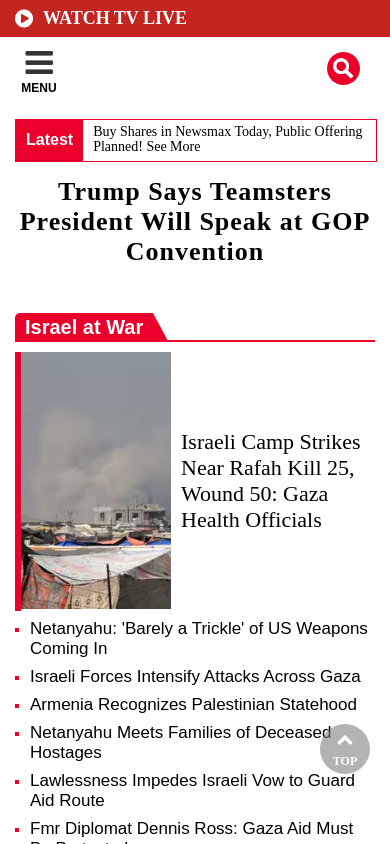 WATCH TV LIVE
MENU
Latest
Buy Shares in Newsmax Today, Public Offering
Planned! See More
Trump Says Teamsters
President Will Speak at GOP
Convention
Israel at War
Israeli Camp Strikes
Near Rafah Kill 25,
Wound 50: Gaza
Health Officials
Netanyahu: 'Barely a Trickle' of US Weapons
Coming In
Israeli Forces Intensify Attacks Across Gaza
Armenia Recognizes Palestinian Statehood
Netanyahu Meets Families of Deceased
Hostages
TOP
Lawlessness Impedes Israeli Vow to Guard
Aid Route
Fmr Diplomat Dennis Ross: Gaza Aid Must